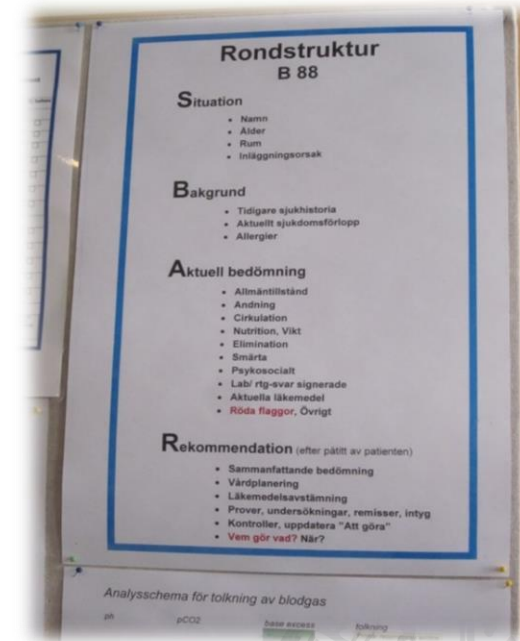 Rondstruktur
B 88
Situation
• Namn
• Ålder
• Rum
• Inläggningsorsak
Bakgrund
• Tidigare sjukhistoria
• Aktuellt sjukdomsförlopp
• Allergier
Aktuell bedömning
• Allmäntillstånd
• Andning
• Cirkulation
• Nutrition, Vikt
• Elimination
• Smärta
• Psykosocialt
• Lab/ rtg-svar signerade
• Aktuella läkemedel
• Röda flaggor, Övrigt
Rekommendation (efter påtitt av patienten)
• Sammanfattande bedömning
• Vårdplanering
• Läkemedelsavstämning
• Prover, undersökningar, remisser, intyg
• Kontroller, uppdatera "Att göra"
• Vem gör vad? När?
Analysschema för tolkning av blodgas
ph pCO2 base excess tolkning